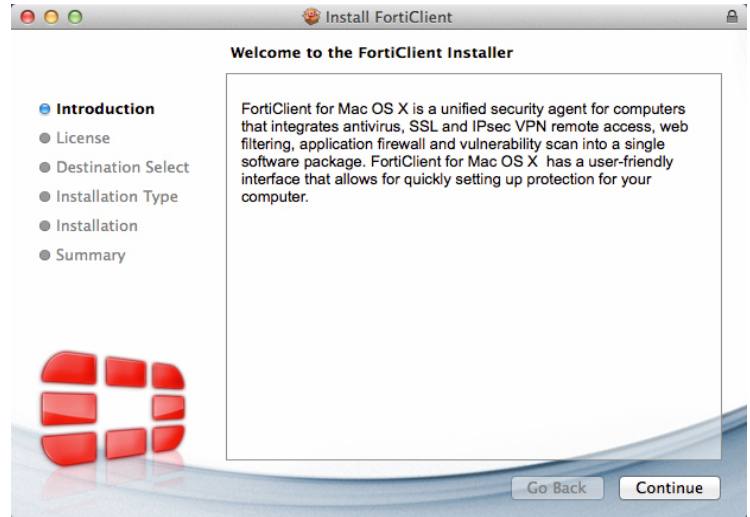 Install FortiClient
Welcome to the FortiClient Installer
Introduction
License
Destination Select
Installation Type
Installation
Summary
FortiClient for Mac OS X is a unified security agent for computers
that integrates antivirus, SSL and IPsec VPN remote access, web
filtering, application firewall and vulnerability scan into a single
software package. FortiClient for Mac OS X  has a user-friendly
interface that allows for quickly setting up protection for your
computer.
Go Back
Continue